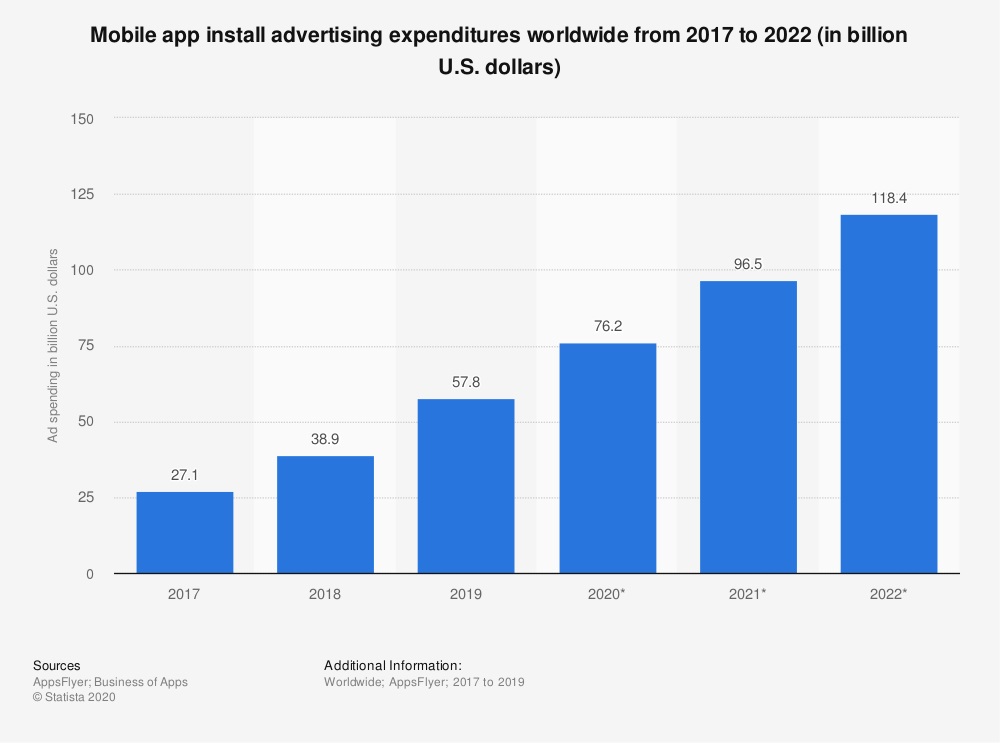 Mobile app install advertising expenditures worldwide from 2017 to 2022 (in billion
U.S. dollars)
Ad spending in billion U.S. dollars
150
125
100
75
50
25
0
27.1
38.9
57.8
76.2
96.5
118.4
2017
2018
2019
2020*
2021*
2022*
Sources
AppsFlyer; Business of Apps
© Statista 2020
Additional Information:
Worldwide; AppsFlyer; 2017 to 2019